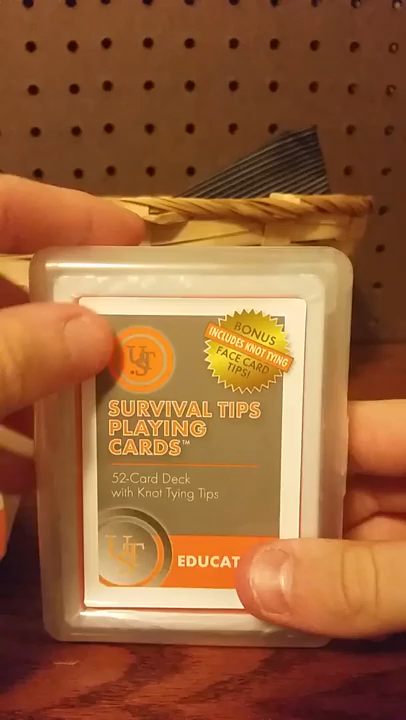 UST
BONUS
INCLUDES KNOT TYING
FACE CARD
TIPS!
SURVIVAL TIPS
PLAYING
CARDS™
52-Card Deck
with Knot Tying Tips
UST